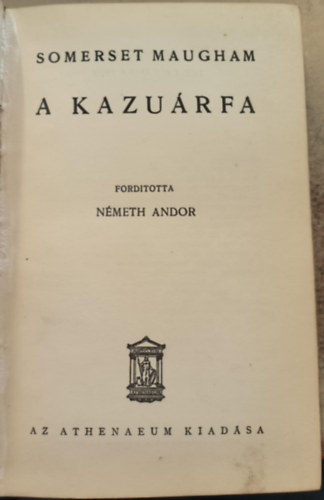 SOMERSET MAUGHAM
A KAZUÁRFA
FORDITOTTA
NÉMETH ANDOR
AZ ATHENAEUM KIADÁSA